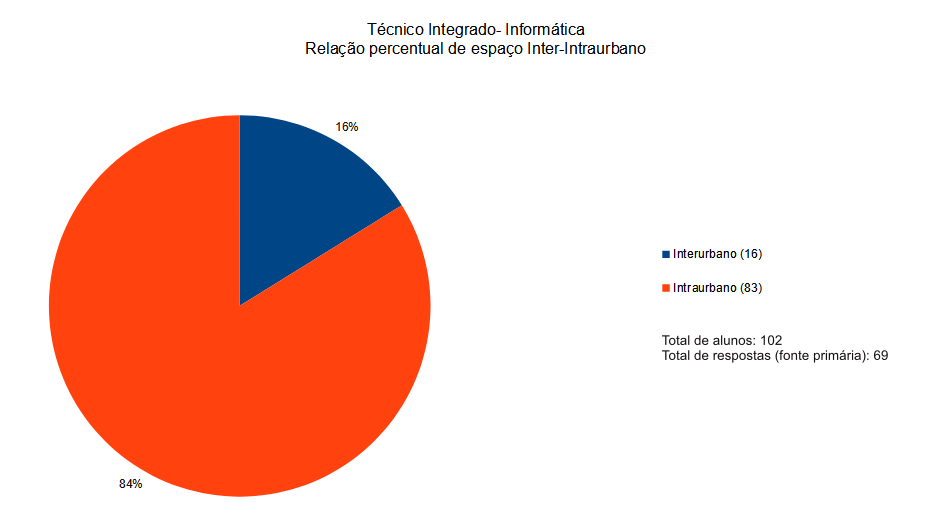 Técnico Integrado- Informática
Relação percentual de espaço Inter-Intraurbano
16%
Interurbano (16)
Intraurbano (83)
Total de alunos: 102
Total de respostas (fonte primária): 69
84%